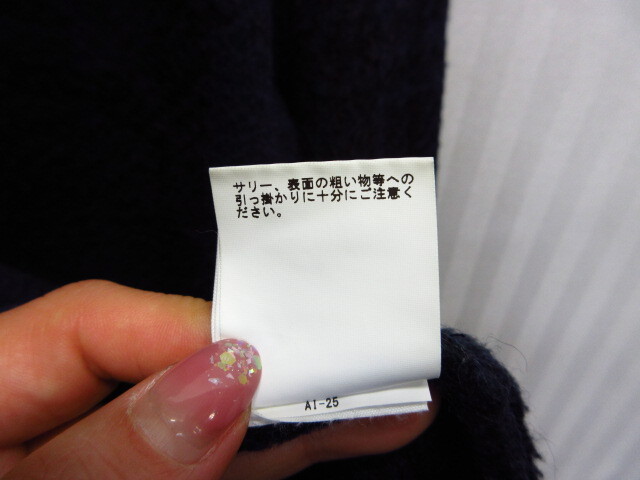 サリー、表面の粗い物等への
引っ掛かりに十分にご注意く
ださい。
AI-25